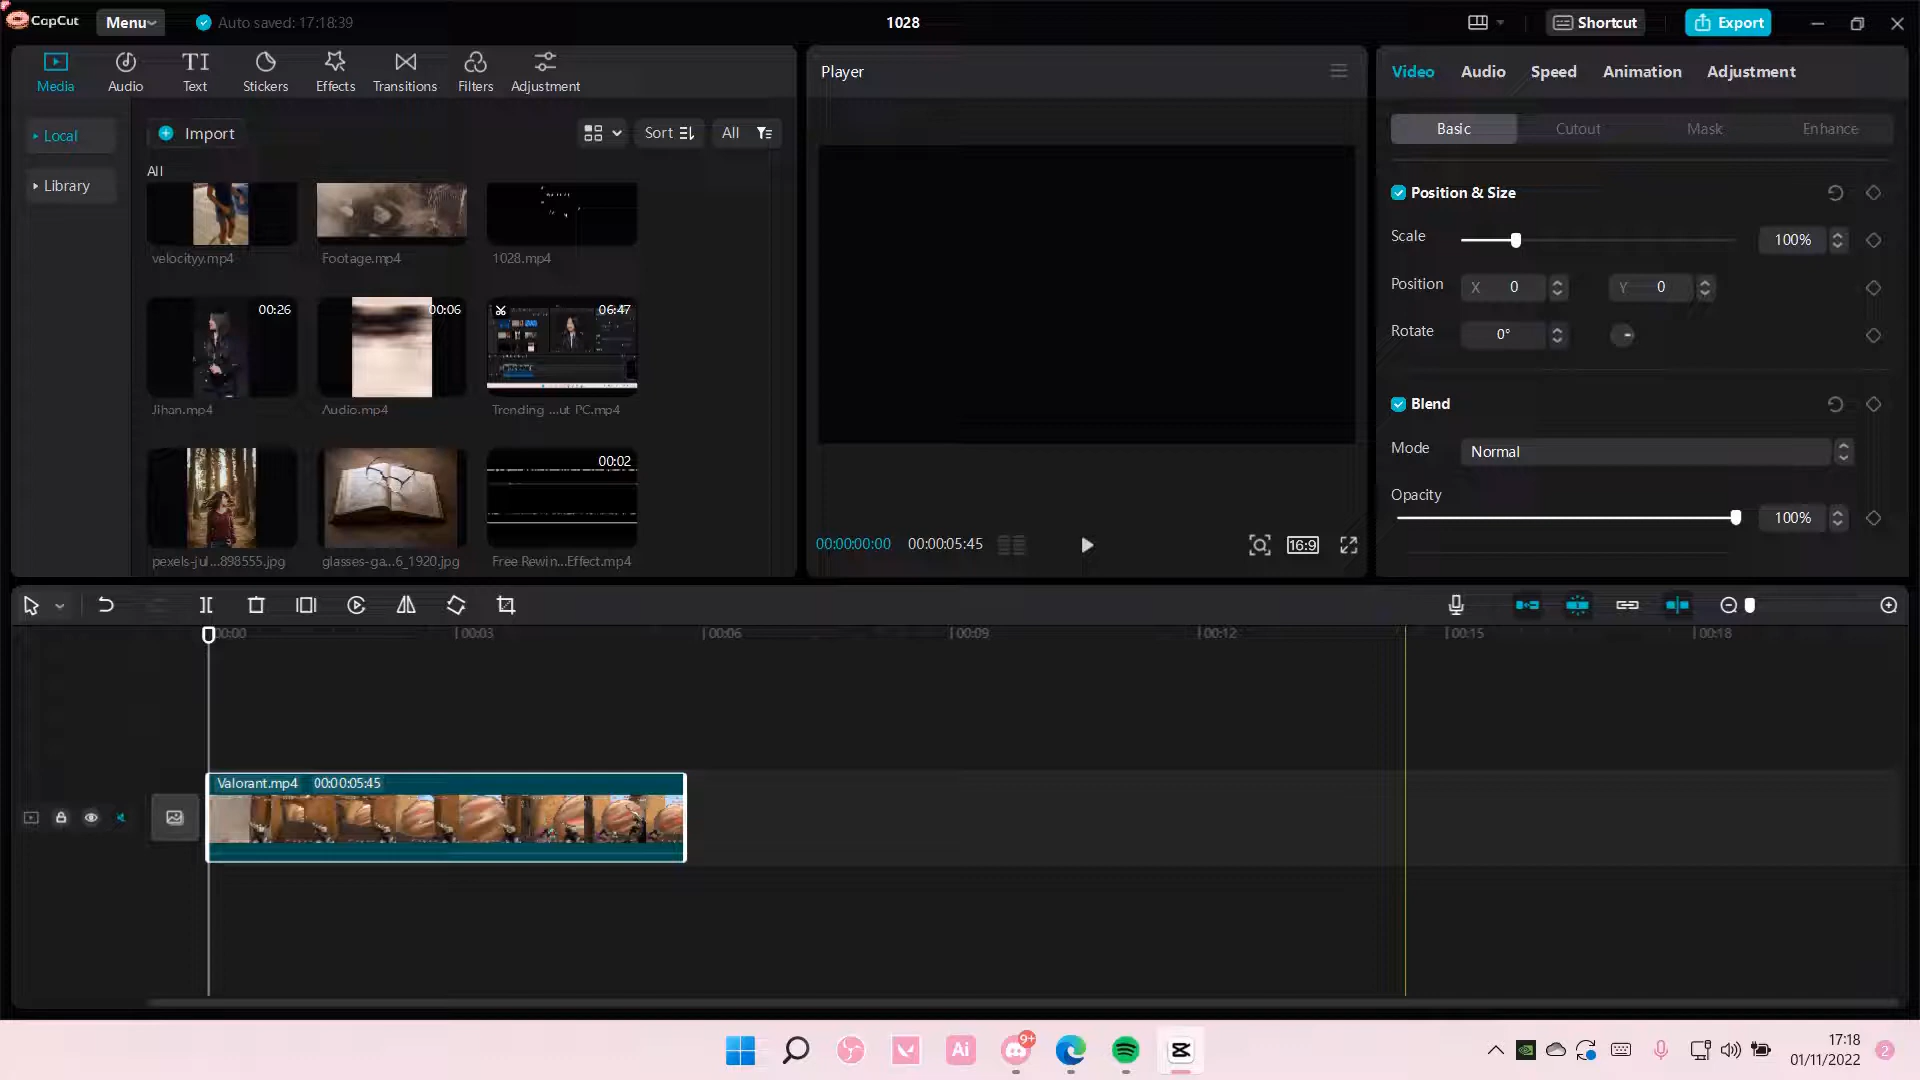 CapCut Menu Auto saved: 17:18:39 1028 Shortcut Export
Media Audio Text Stickers Effects Transitions Filters Adjustment
Player
Video Audio Speed Animation Adjustment
Local
Library
Import Sort All
All
Basic Cutout Mask Enhance
velocityy.mp4 Footage.mp4 1028.mp4
00:26 00:06 06:47
Jihan.mp4 Audio.mp4 Trending ...ut PC.mp4
00:02
pexels-jul...898555.jpg glasses-ga...6_1920.jpg Free Rewin...Effect.mp4
Position & Size
Scale 100%
Position X 0 Y 0
Rotate 0°
Blend
Mode Normal
Opacity
100%
00:00:00:00 00:00:05:45 16:9
00:00 00:03 00:06 00:09 00:12 00:15 00:18
Valorant.mp4 00:00:05:45
Ai 9+
17:18
01/11/2022 2